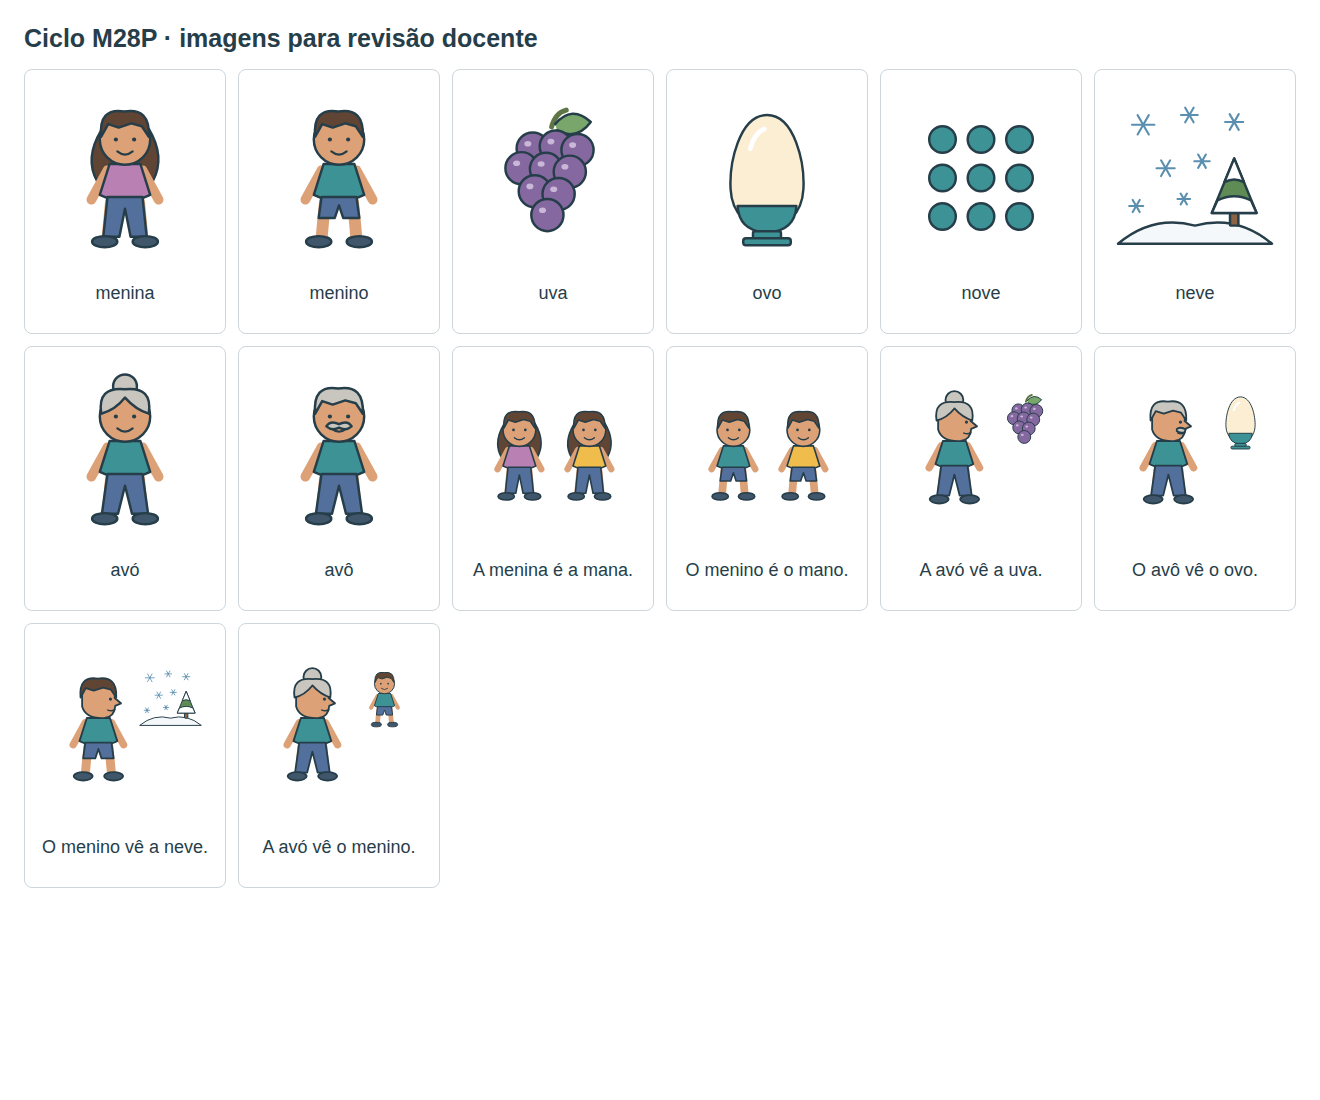 Ciclo M28P · imagens para revisão docente
menina
menino
uva
ovo
nove
neve
avó
avô
A menina é a mana.
O menino é o mano.
A avó vê a uva.
O avô vê o ovo.
O menino vê a neve.
A avó vê o menino.